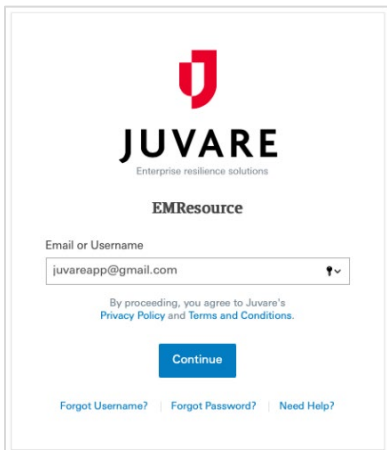 JUVARE
Enterprise resilience solutions
EMResource
Email or Username
juvareapp@gmail.com
By proceeding, you agree to Juvare's
Privacy Policy and Terms and Conditions.
Continue
Forgot Username? Forgot Password? Need Help?